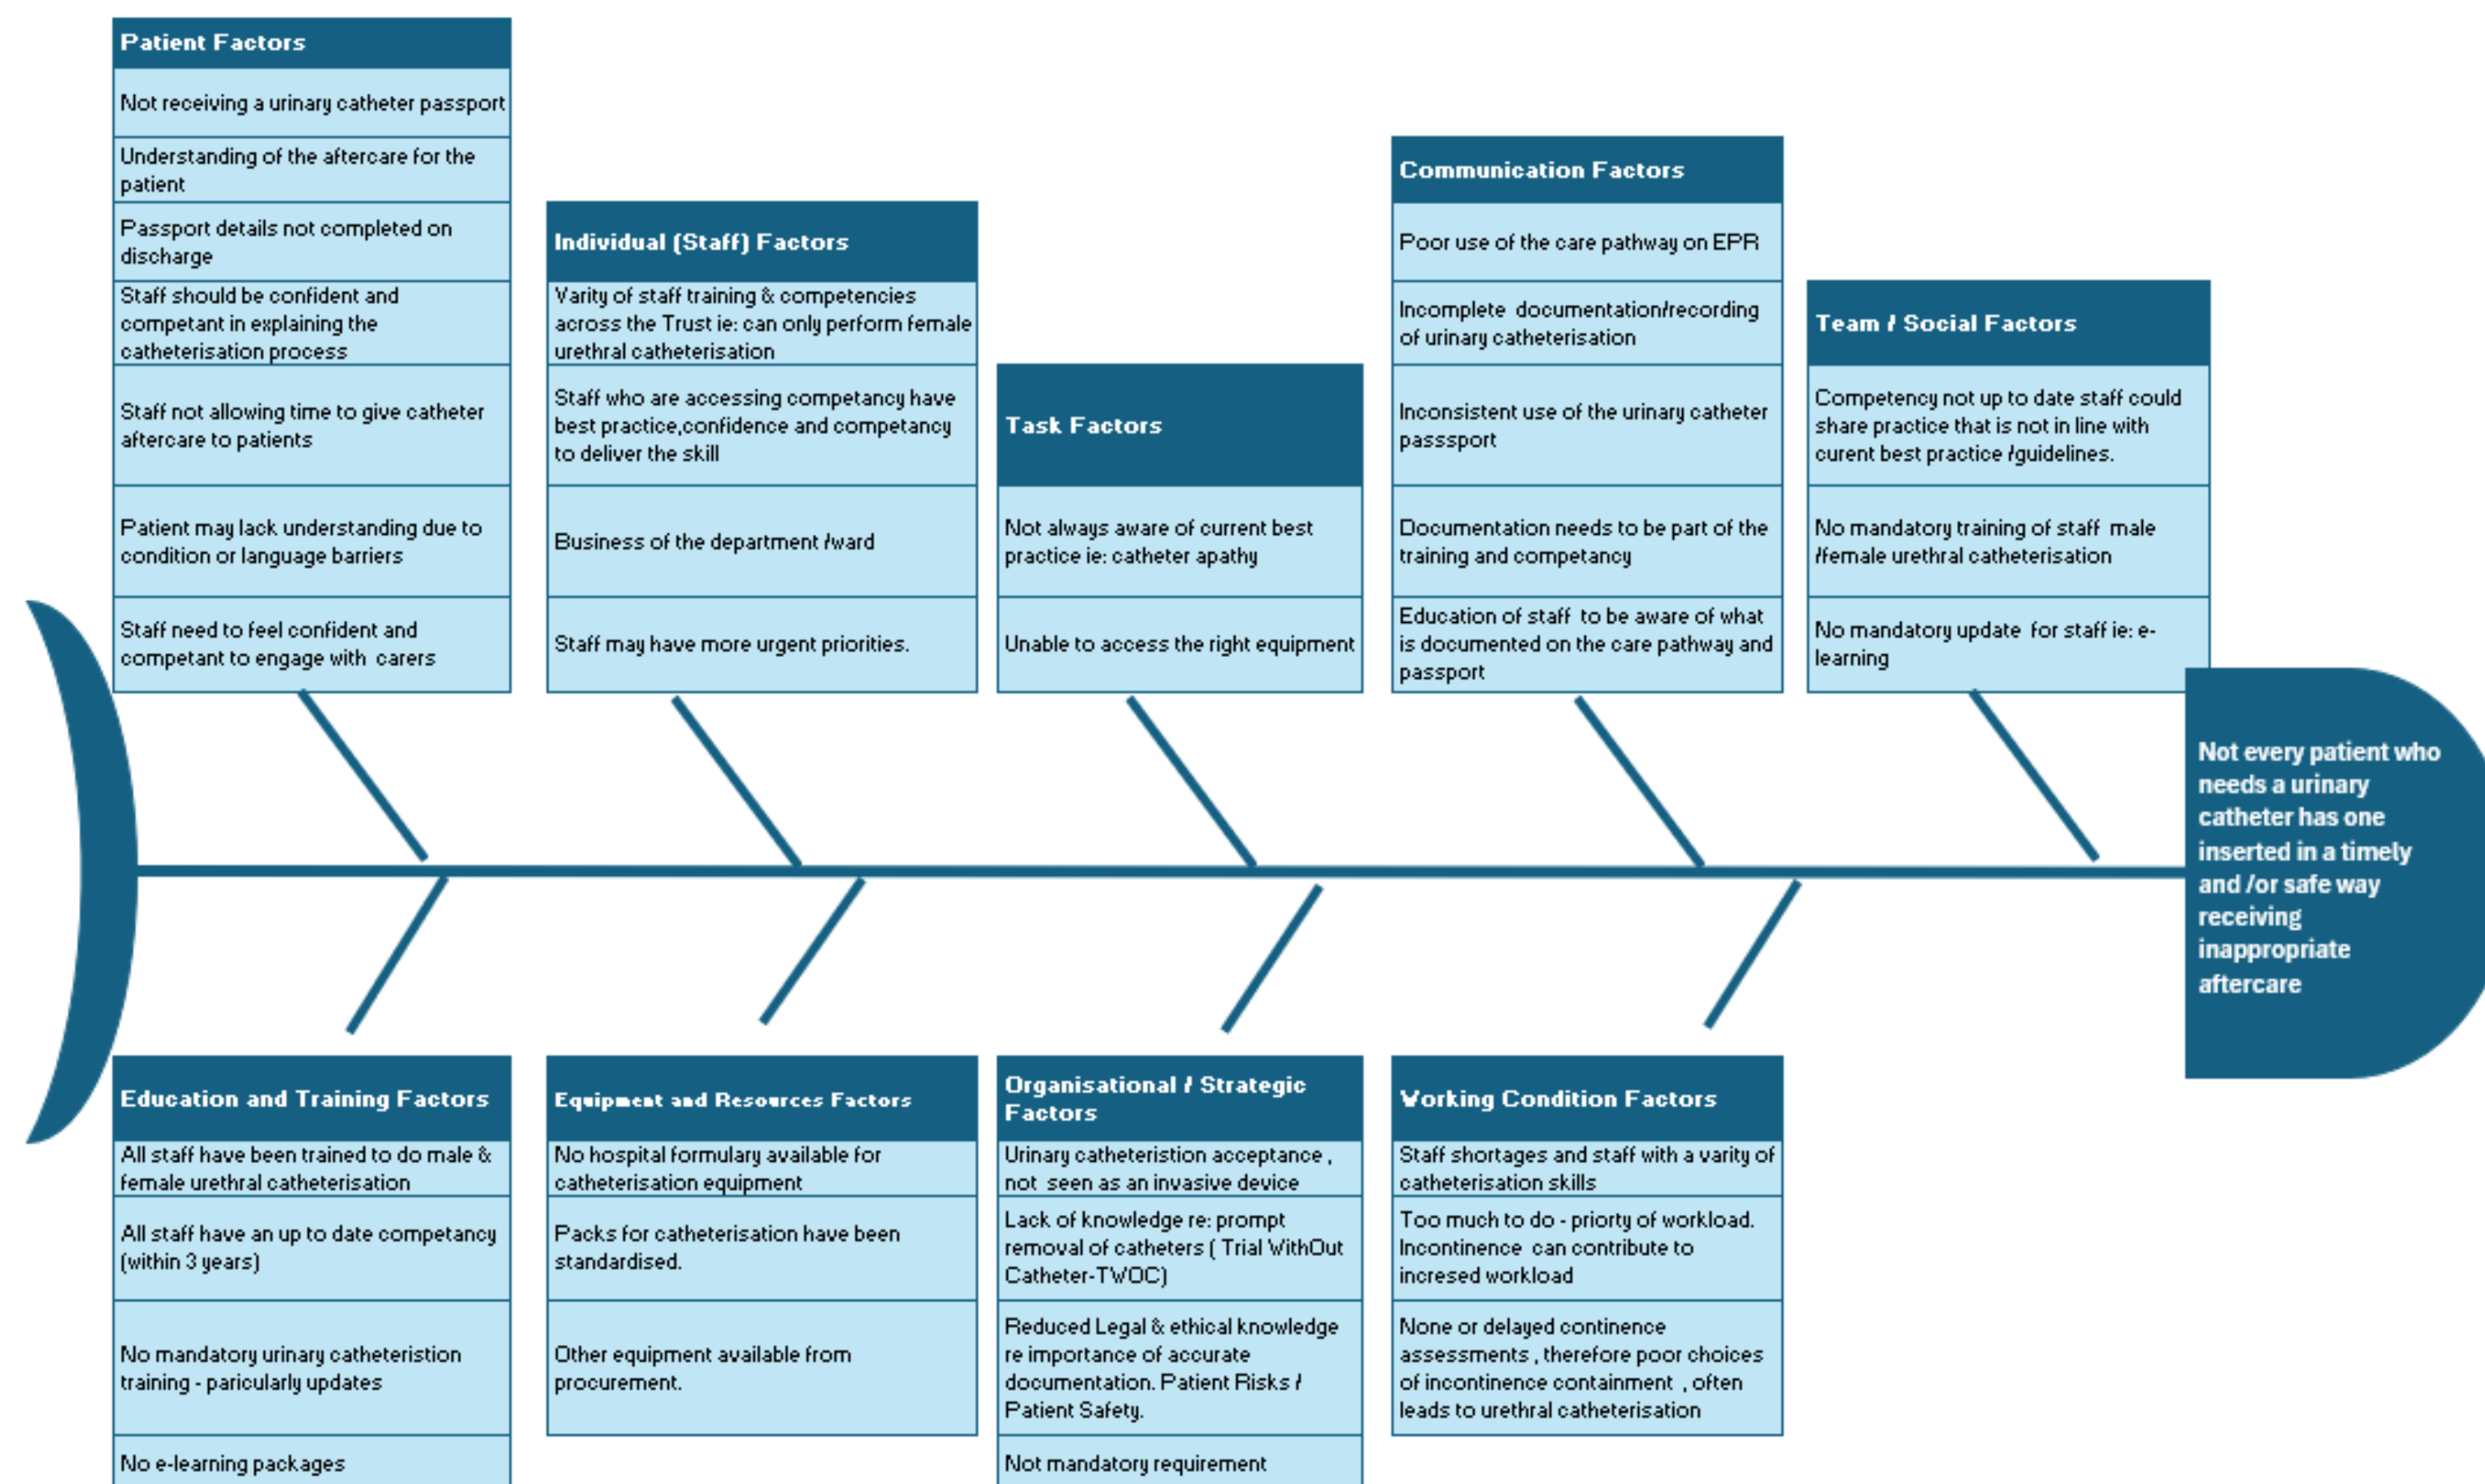 Patient Factors
Not receiving a urinary catheter passport
Understanding of the aftercare for the
patient
Passport details not completed on
discharge
Staff should be confident and
competant in explaining the
catheterisation process
Staff not allowing time to give catheter
aftercare to patients
Patient may lack understanding due to
condition or language barriers
Staff need to feel confident and
competant to engage with carers
Individual (Staff) Factors
Varity of staff training & competencies
across the Trust ie: can only perform female
urethral catheterisation
Staff who are accessing competancy have
best practice,confidence and competancy
to deliver the skill
Business of the department /ward
Staff may have more urgent priorities.
Task Factors
Not always aware of current best
practice ie: catheter apathy
Unable to access the right equipment
Communication Factors
Poor use of the care pathway on EPR
Incomplete documentation/recording
of urinary catheterisation
Inconsistent use of the urinary catheter
passsport
Documentation needs to be part of the
training and competancy
Education of staff to be aware of what
is documented on the care pathway and
passport
Team / Social Factors
Competency not up to date staff could
share practice that is not in line with
curent best practice /guidelines.
No mandatory training of staff male
/female urethral catheterisation
No mandatory update for staff ie: e-
learning
Not every patient who
needs a urinary
catheter has one
inserted in a timely
and /or safe way
receiving
inappropriate
aftercare
Education and Training Factors
All staff have been trained to do male &
female urethral catheterisation
All staff have an up to date competancy
(within 3 years)
No mandatory urinary catheteristion
training - paricularly updates
No e-learning packages
Equipment and Resources Factors
No hospital formulary available for
catheterisation equipment
Packs for catheterisation have been
standardised.
Other equipment available from
procurement.
Organisational / Strategic
Factors
Urinary catheteristion acceptance ,
not seen as an invasive device
Lack of knowledge re: prompt
removal of catheters ( Trial WithOut
Catheter-TWOC)
Reduced Legal & ethical knowledge
re importance of accurate
documentation. Patient Risks /
Patient Safety.
Not mandatory requirement
Working Condition Factors
Staff shortages and staff with a varity of
catheterisation skills
Too much to do - priorty of workload.
Incontinence can contribute to
incresed workload
None or delayed continence
assessments , therefore poor choices
of incontinence containment , often
leads to urethral catheterisation